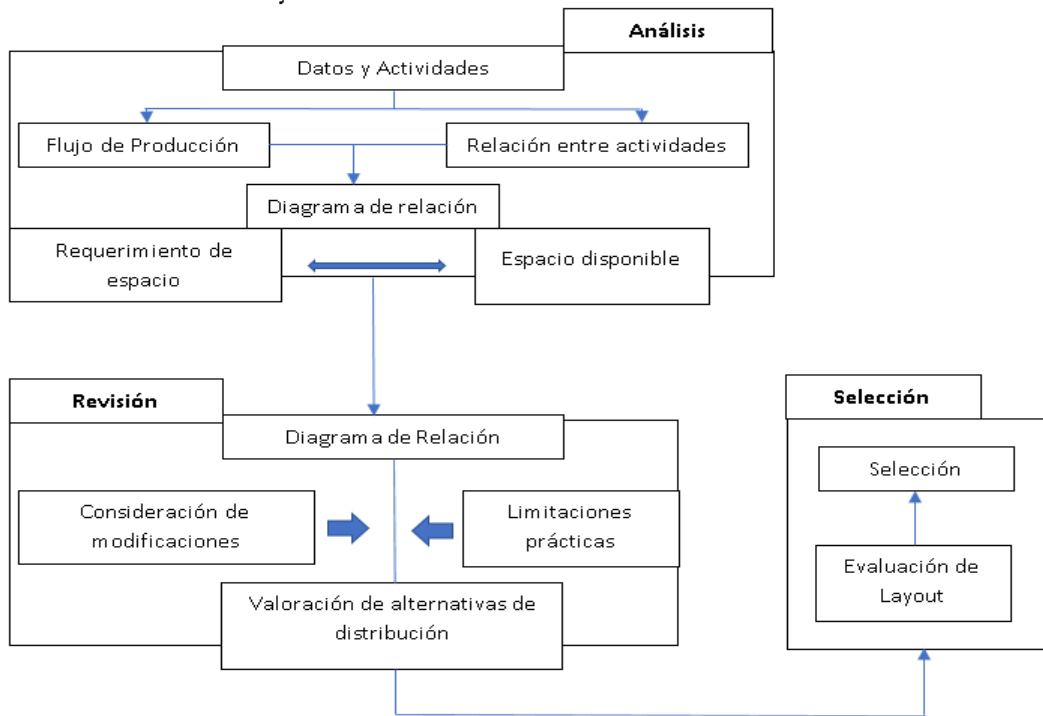 Análisis
Datos y Actividades
Flujo de Producción
Relación entre actividades
Diagrama de relación
Requerimiento de
espacio
Espacio disponible
Revisión
Diagrama de Relación
Consideración de
modificaciones
Limitaciones
prácticas
Valoración de alternativas de
distribución
Selección
Selección
Evaluación de
Layout